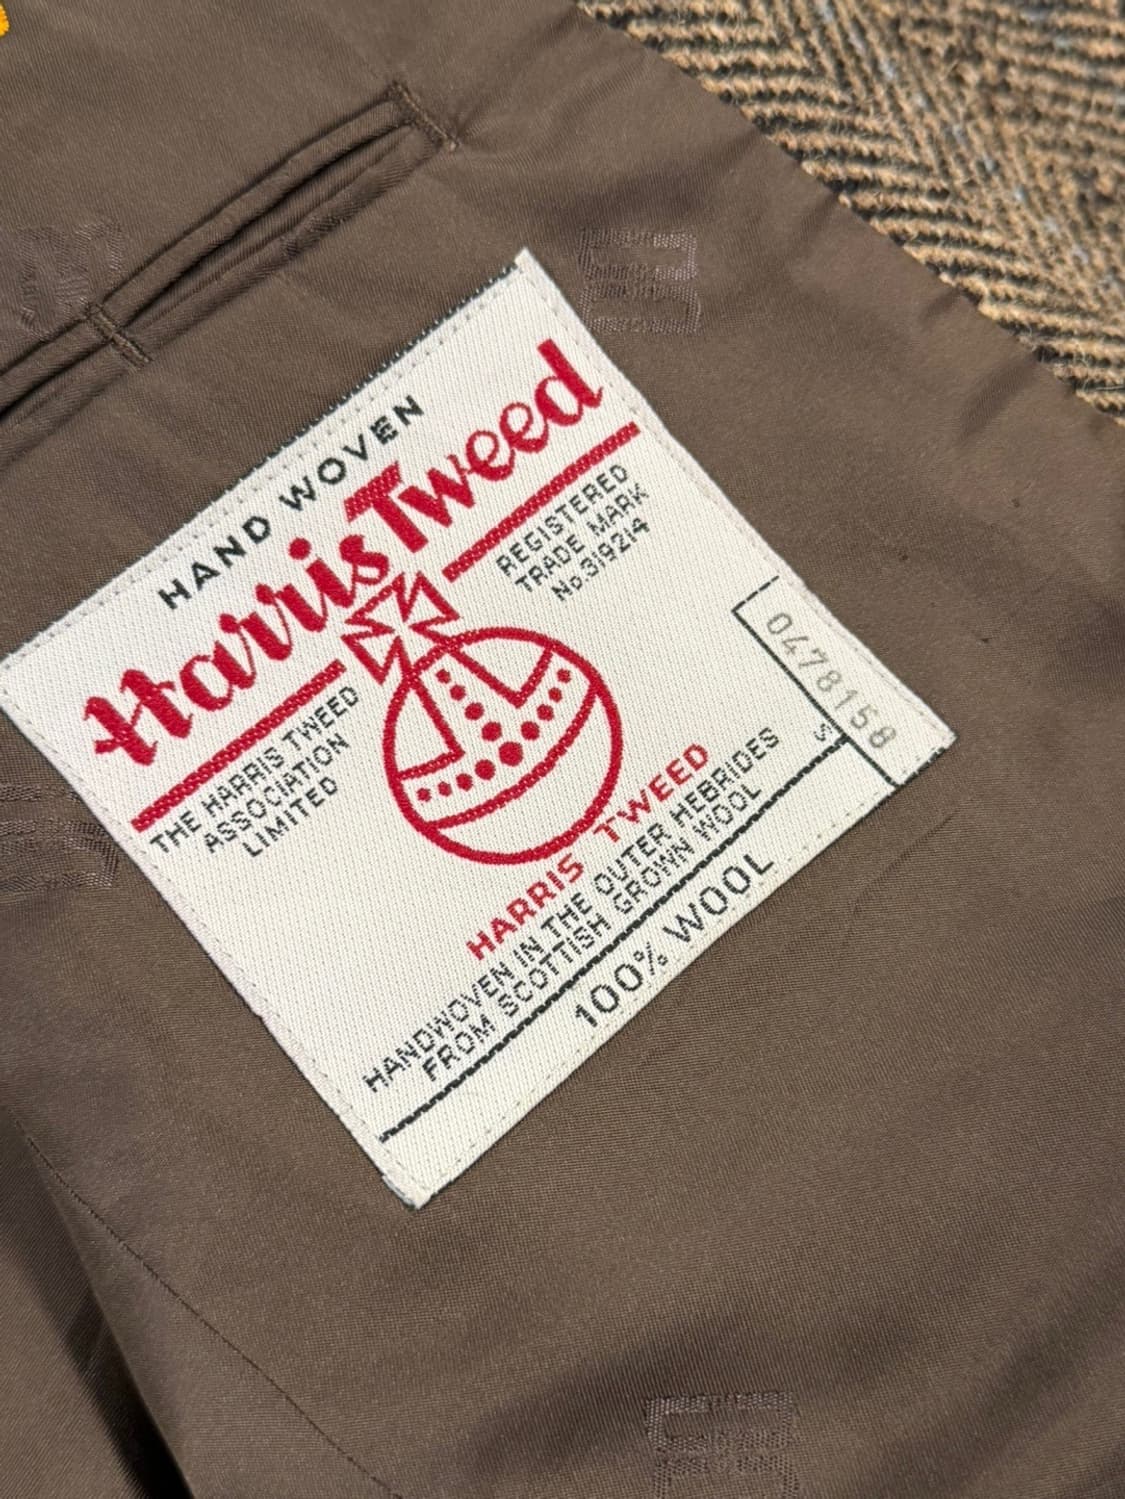 HAND WOVEN
Harris Tweed
THE HARRIS TWEED
ASSOCIATION
LIMITED
REGISTERED
TRADE MARK
No.319214
0478158
S
HARRIS TWEED
HANDWOVEN IN THE OUTER HEBRIDES
FROM SCOTTISH GROWN WOOL
100% WOOL